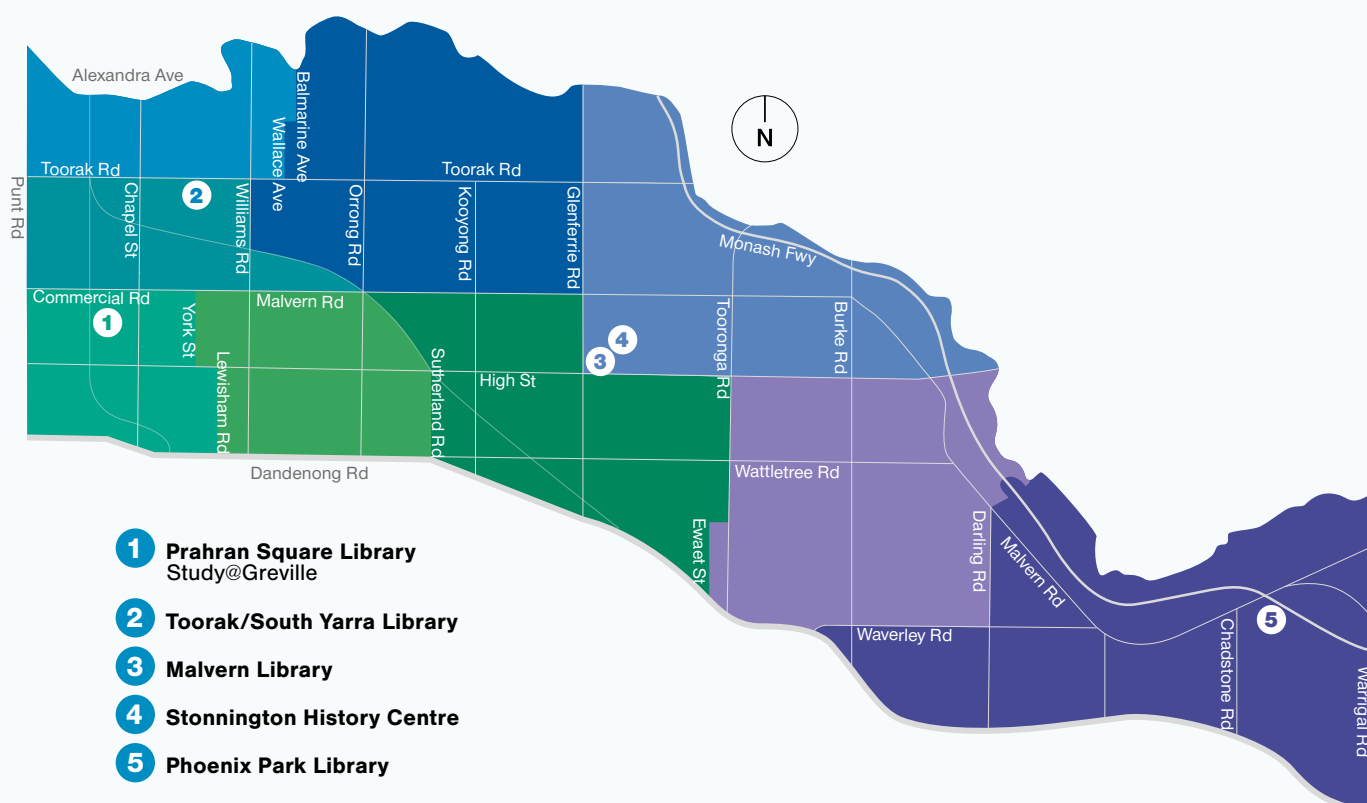 Alexandra Ave
Balmarine Ave
Wallace Ave
Toorak Rd
Toorak Rd
Punt Rd
Chapel St
2
Williams Rd
Orrong Rd
Kooyong Rd
Glenferrie Rd
N
Monash Fwy
Commercial Rd
1
York St
Malvern Rd
Lewisham Rd
Sutherland Rd
High St
4
3
Tooronga Rd
Burke Rd
Dandenong Rd
Wattletree Rd
Ewaet St
Darling Rd
Malvern Rd
Waverley Rd
5
Chadstone Rd
Warrigal Rd
1 Prahran Square Library
Study@Greville
2 Toorak/South Yarra Library
3 Malvern Library
4 Stonnington History Centre
5 Phoenix Park Library